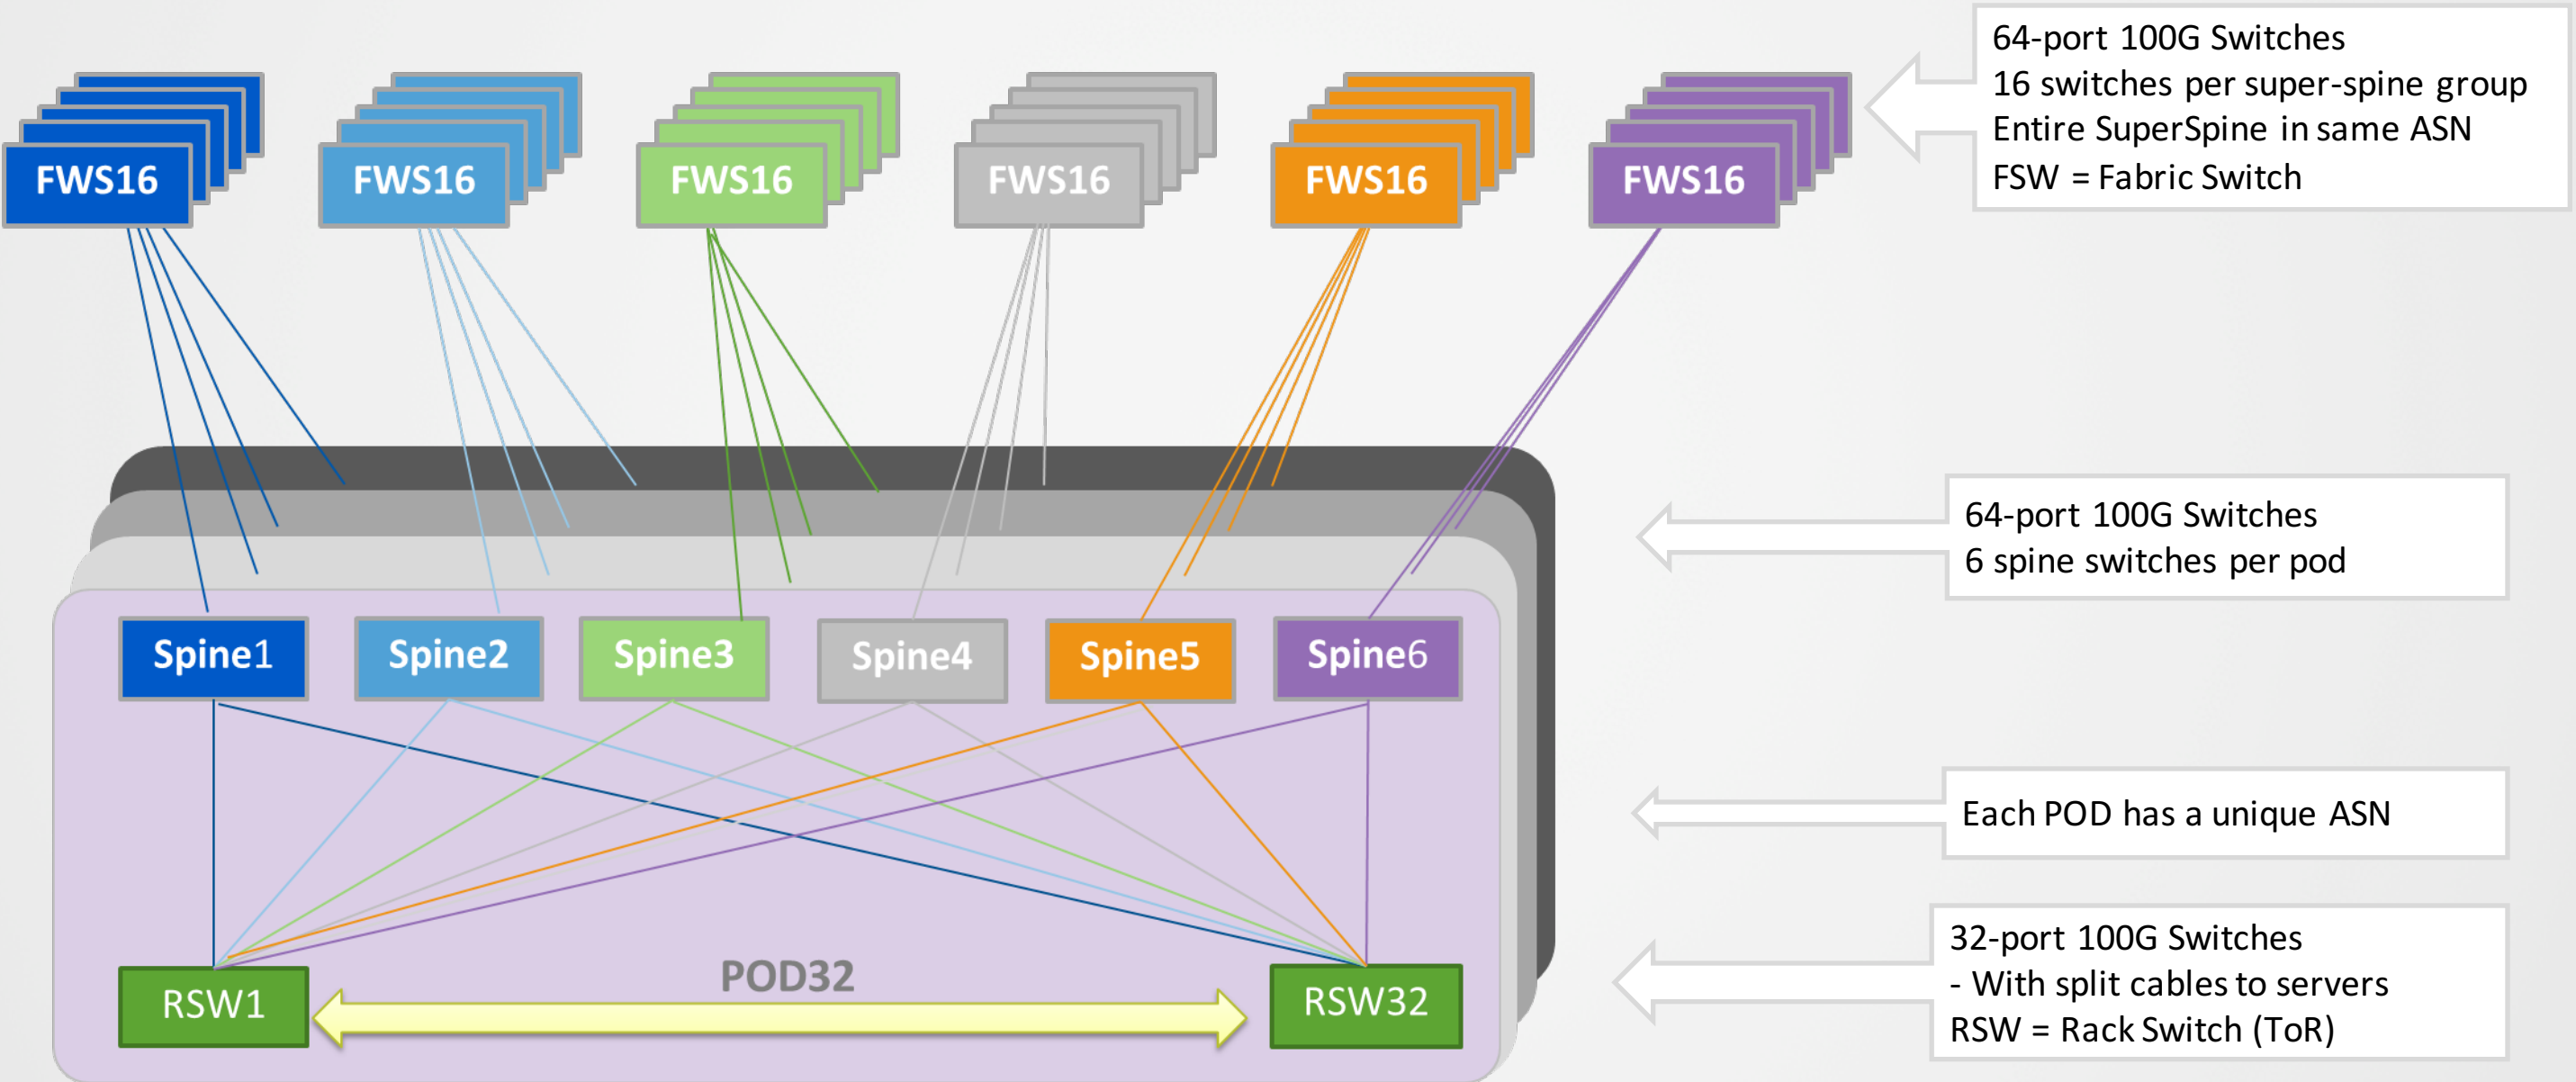 64-port 100G Switches
16 switches per super-spine group
Entire SuperSpine in same ASN
FSW = Fabric Switch
FWS16
FWS16
FWS16
FWS16
FWS16
FWS16
64-port 100G Switches
6 spine switches per pod
Spine1
Spine2
Spine3
Spine4
Spine5
Spine6
Each POD has a unique ASN
32-port 100G Switches
- With split cables to servers
RSW = Rack Switch (ToR)
POD32
RSW1
RSW32